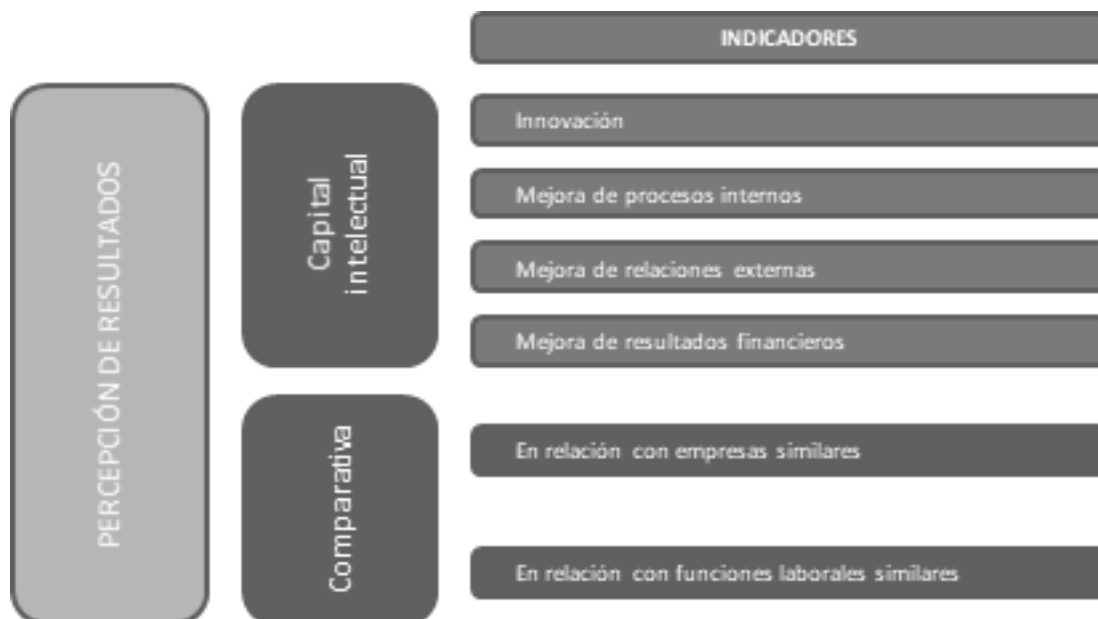 INDICADORES
PERCEPCIÓN DE RESULTADOS
Capital
intelectual
Innovación
Mejora de procesos internos
Mejora de relaciones externas
Mejora de resultados financieros
Comparativa
En relación con empresas similares
En relación con funciones laborales similares